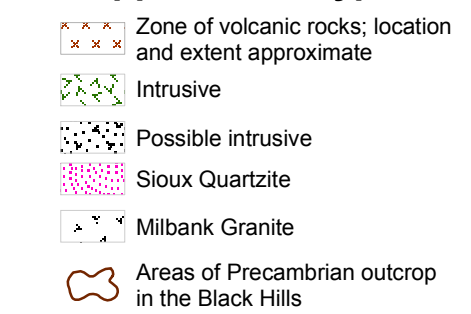 Zone of volcanic rocks; location
and extent approximate
Intrusive
Possible intrusive
Sioux Quartzite
Milbank Granite
Areas of Precambrian outcrop
in the Black Hills